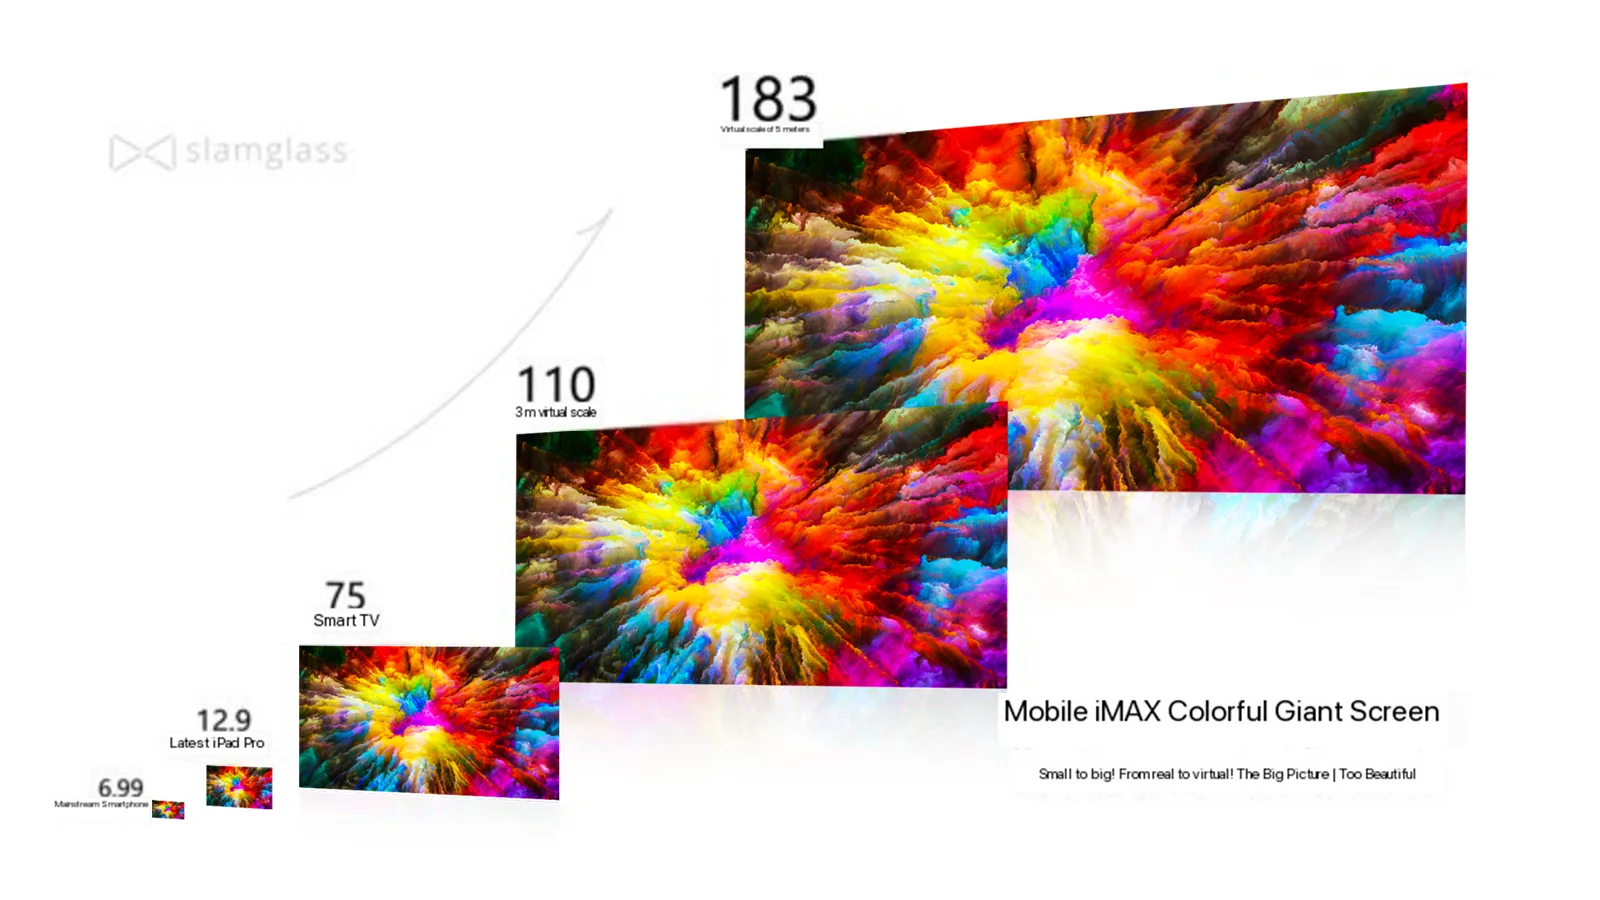 slamglass
183
Virtual scale of 5 meters
110
3 m virtual scale
75
Smart TV
12.9
Latest iPad Pro
6.99
Mainstream Smartphone
Mobile iMAX Colorful Giant Screen
Small to big! From real to virtual! The Big Picture | Too Beautiful